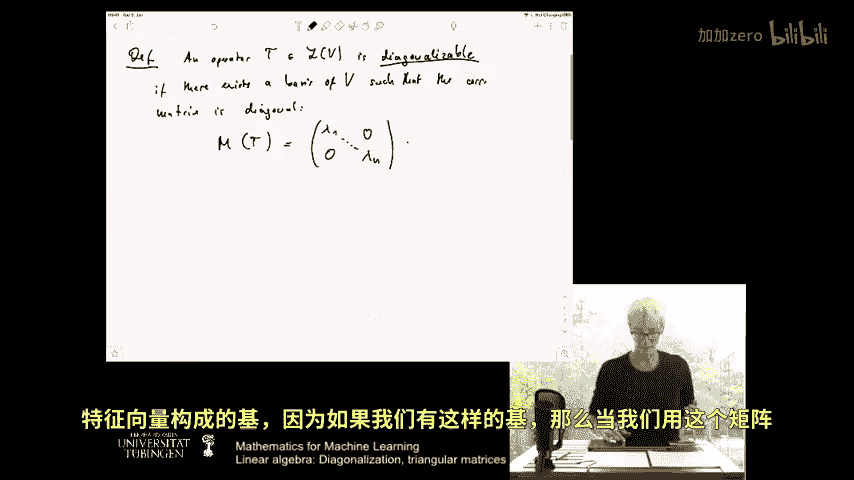 加加zero bilibili
Def An operator T ∈ L(V) is diagonalizable
if there exists a basis of V such that the corr.
matrix is diagonal:
M (T) = ( λ₁ 0
0 λₙ ) .
特征向量构成的基，因为如果我们有这样的基，那么当我们用这个矩阵
UNIVERSITÄT
TÜBINGEN
Mathematics for Machine Learning
Linear algebra: Diagonalization, triangular matrices